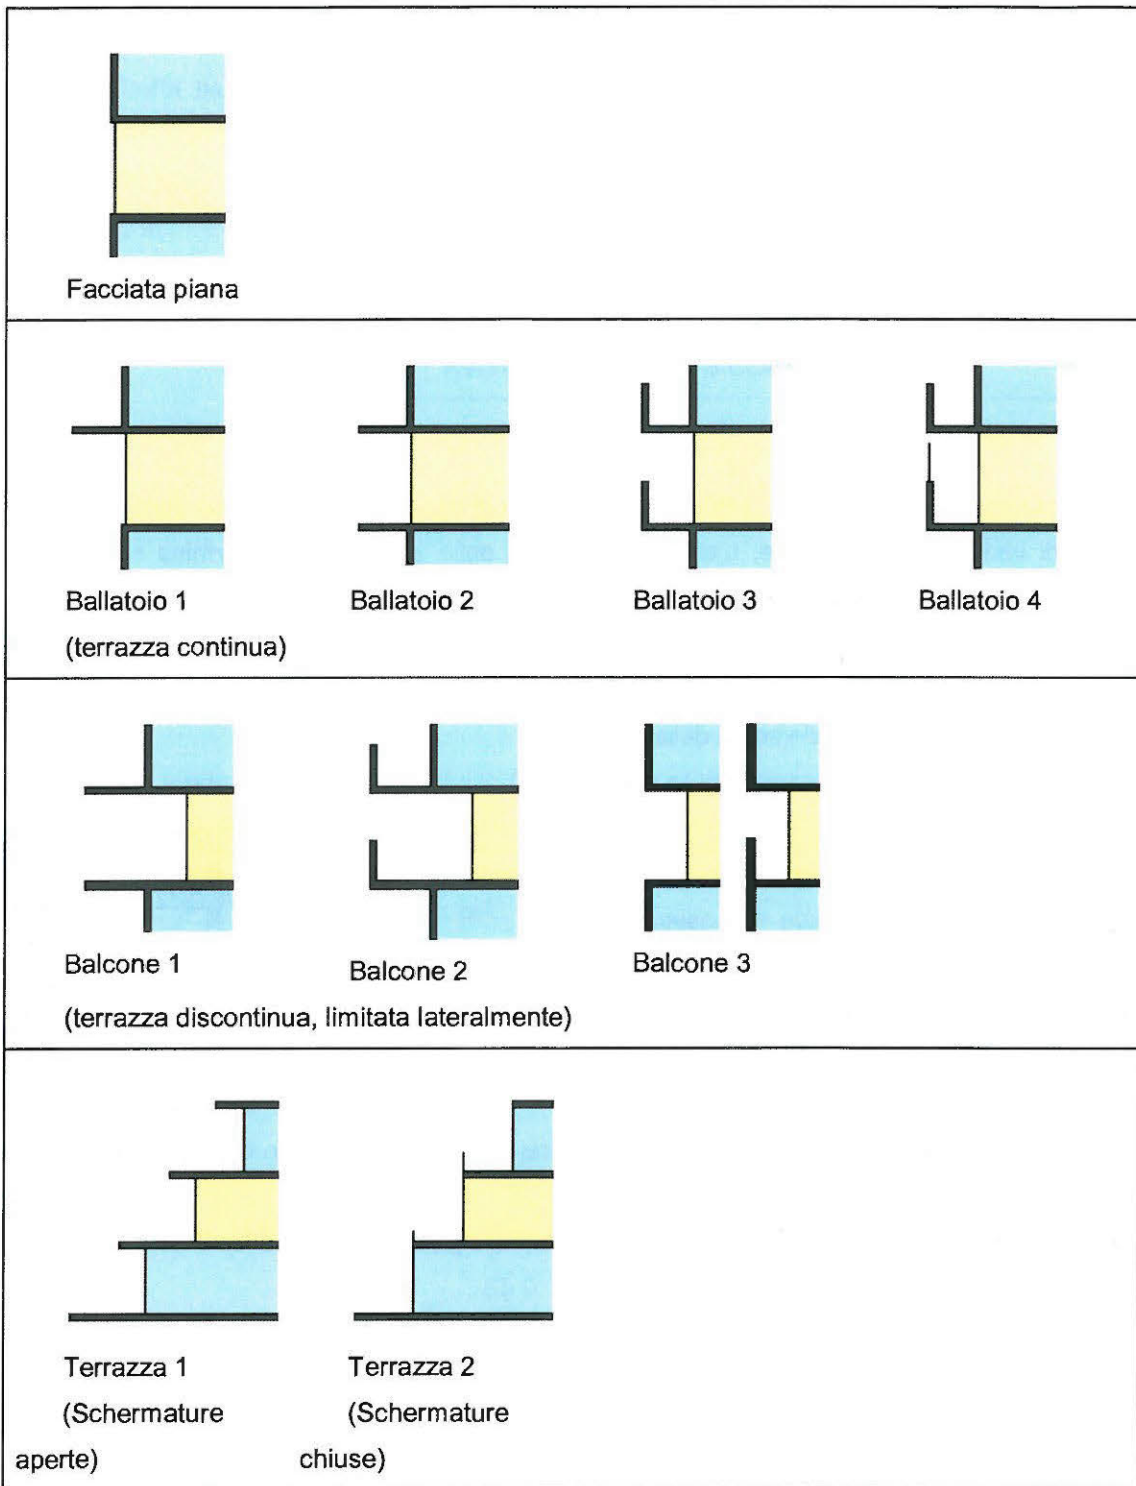 Facciata piana
Ballatoio 1 Ballatoio 2 Ballatoio 3 Ballatoio 4
(terrazza continua)
Balcone 1 Balcone 2 Balcone 3
(terrazza discontinua, limitata lateralmente)
Terrazza 1 Terrazza 2
(Schermature (Schermature
aperte) chiuse)